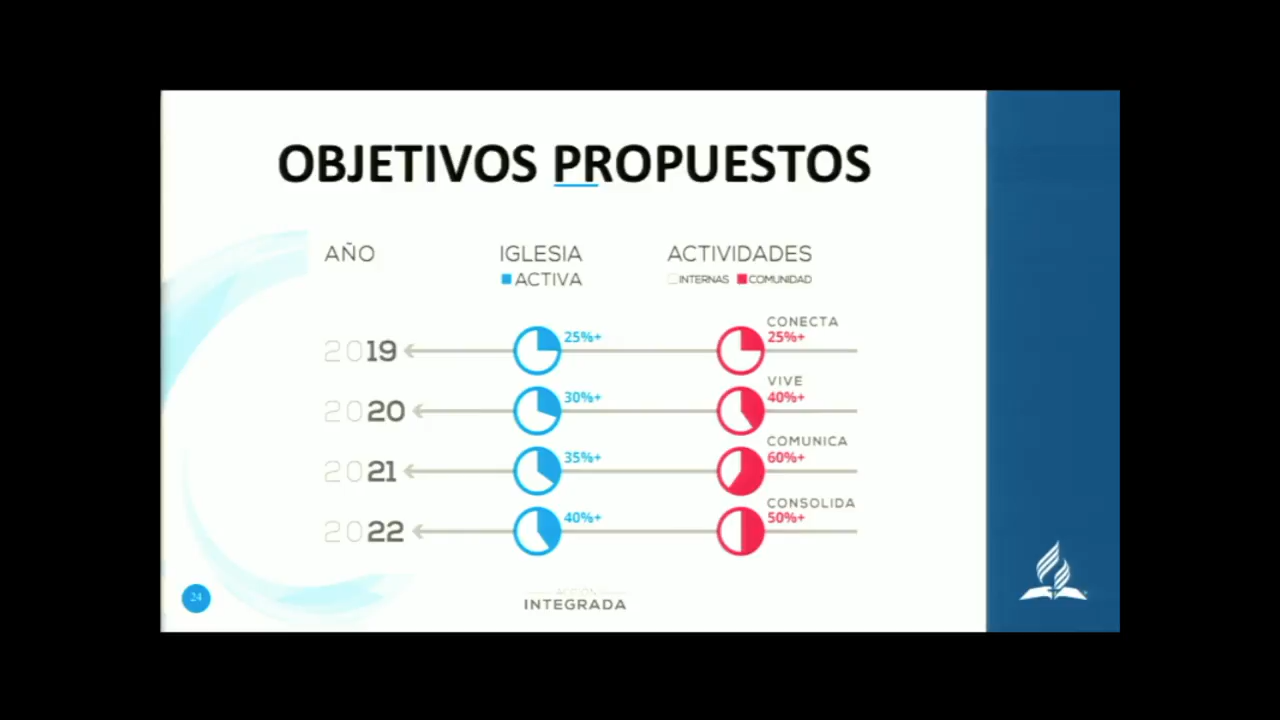 OBJETIVOS PROPUESTOS
AÑO IGLESIA ACTIVIDADES
ACTIVA INTERNAS COMUNIDAD
CONECTA
2019 25%+ 25%+
VIVE
2020 30%+ 40%+
COMUNICA
2021 35%+ 60%+
CONSOLIDA
2022 40%+ 50%+
24
INTEGRADA